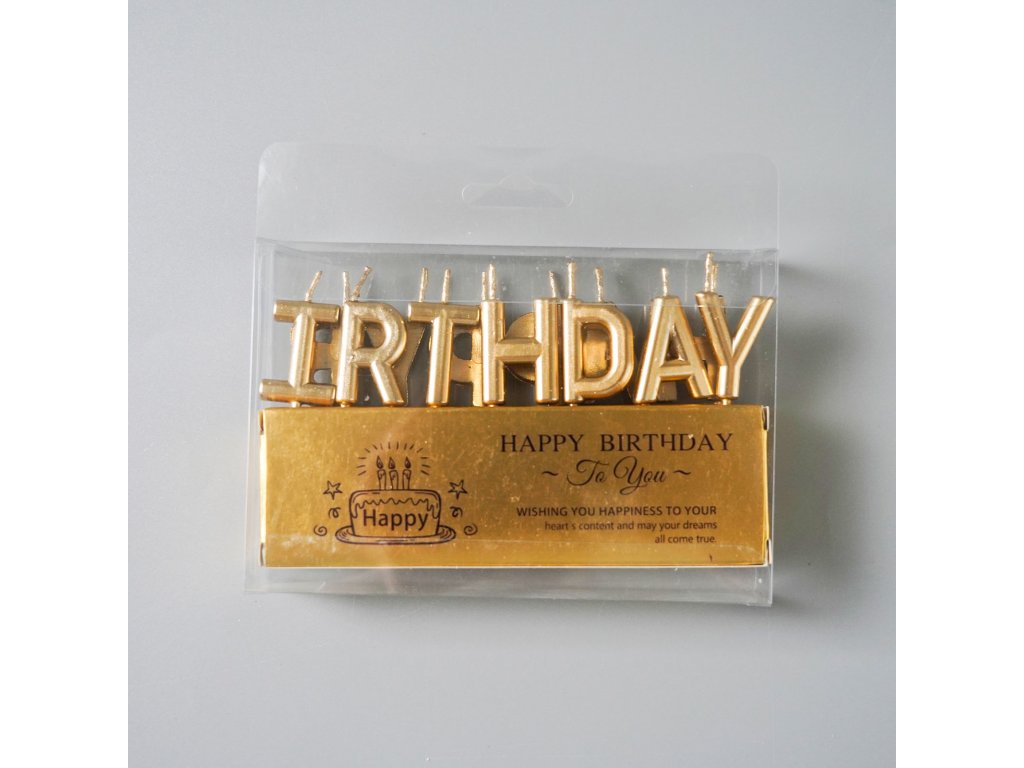 IRTHDAY
HAPPY BIRTHDAY
~ To You ~
WISHING YOU HAPPINESS TO YOUR
heart s content and may your dreams
all come true.
Happy